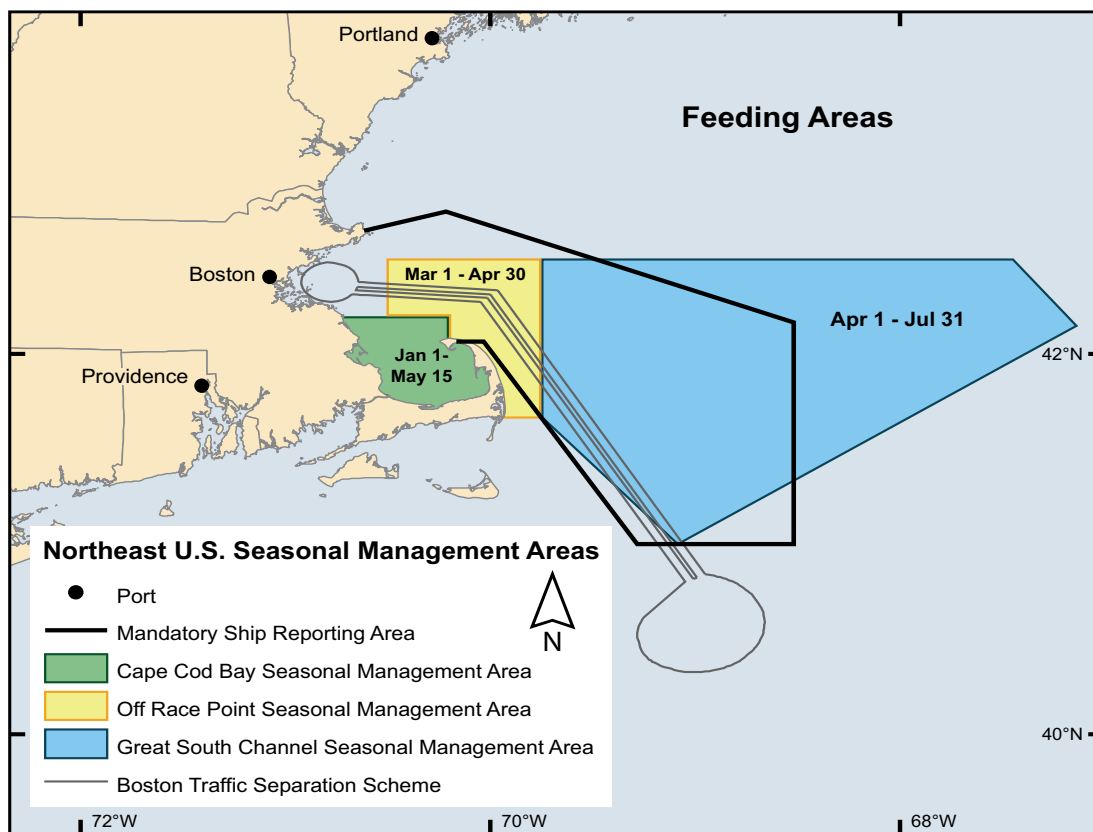 Portland
Feeding Areas
Boston
Mar 1 - Apr 30
Apr 1 - Jul 31
42°N
Jan 1-
May 15
Providence
Northeast U.S. Seasonal Management Areas
Port
Mandatory Ship Reporting Area
N
Cape Cod Bay Seasonal Management Area
Off Race Point Seasonal Management Area
Great South Channel Seasonal Management Area
Boston Traffic Separation Scheme
40°N
72°W
70°W
68°W